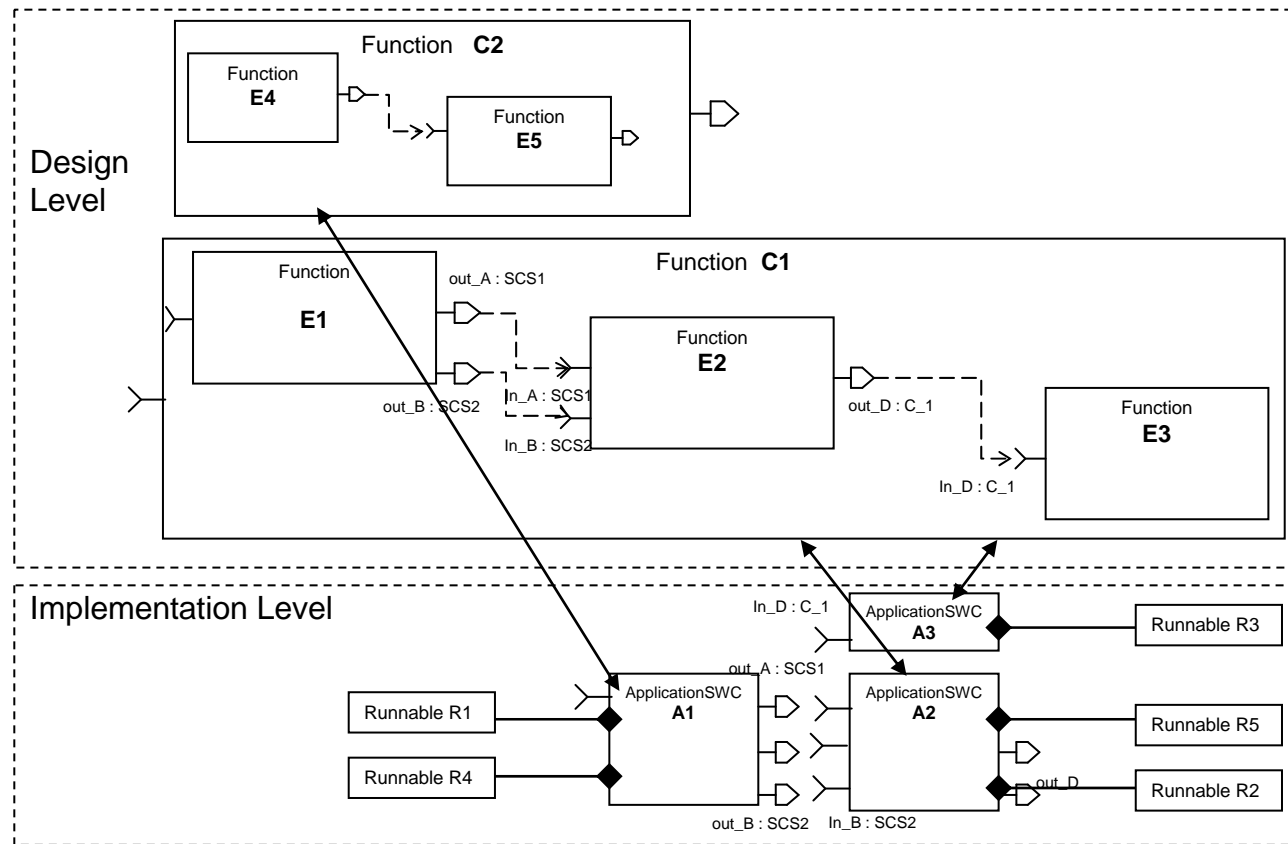 Function C2
Function
E4
Function
E5
Design
Level
Function C1
Function
E1
out_A : SCS1
Function
E2
out_B : SCS2
In_A : SCS1
In_B : SCS2
out_D : C_1
Function
E3
In_D : C_1
Implementation Level
In_D : C_1
ApplicationSWC
A3
Runnable R3
out_A : SCS1
ApplicationSWC
A1
ApplicationSWC
A2
Runnable R1
Runnable R5
Runnable R4
out_D
Runnable R2
out_B : SCS2
In_B : SCS2